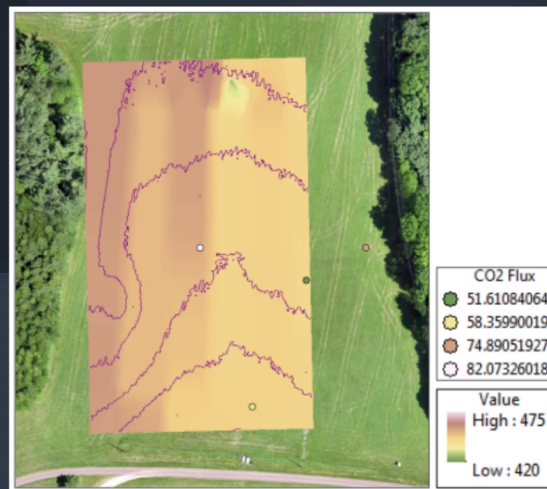 CO2 Flux
51.61084064
58.35990019
74.89051927
82.07326018
Value
High : 475
Low : 420